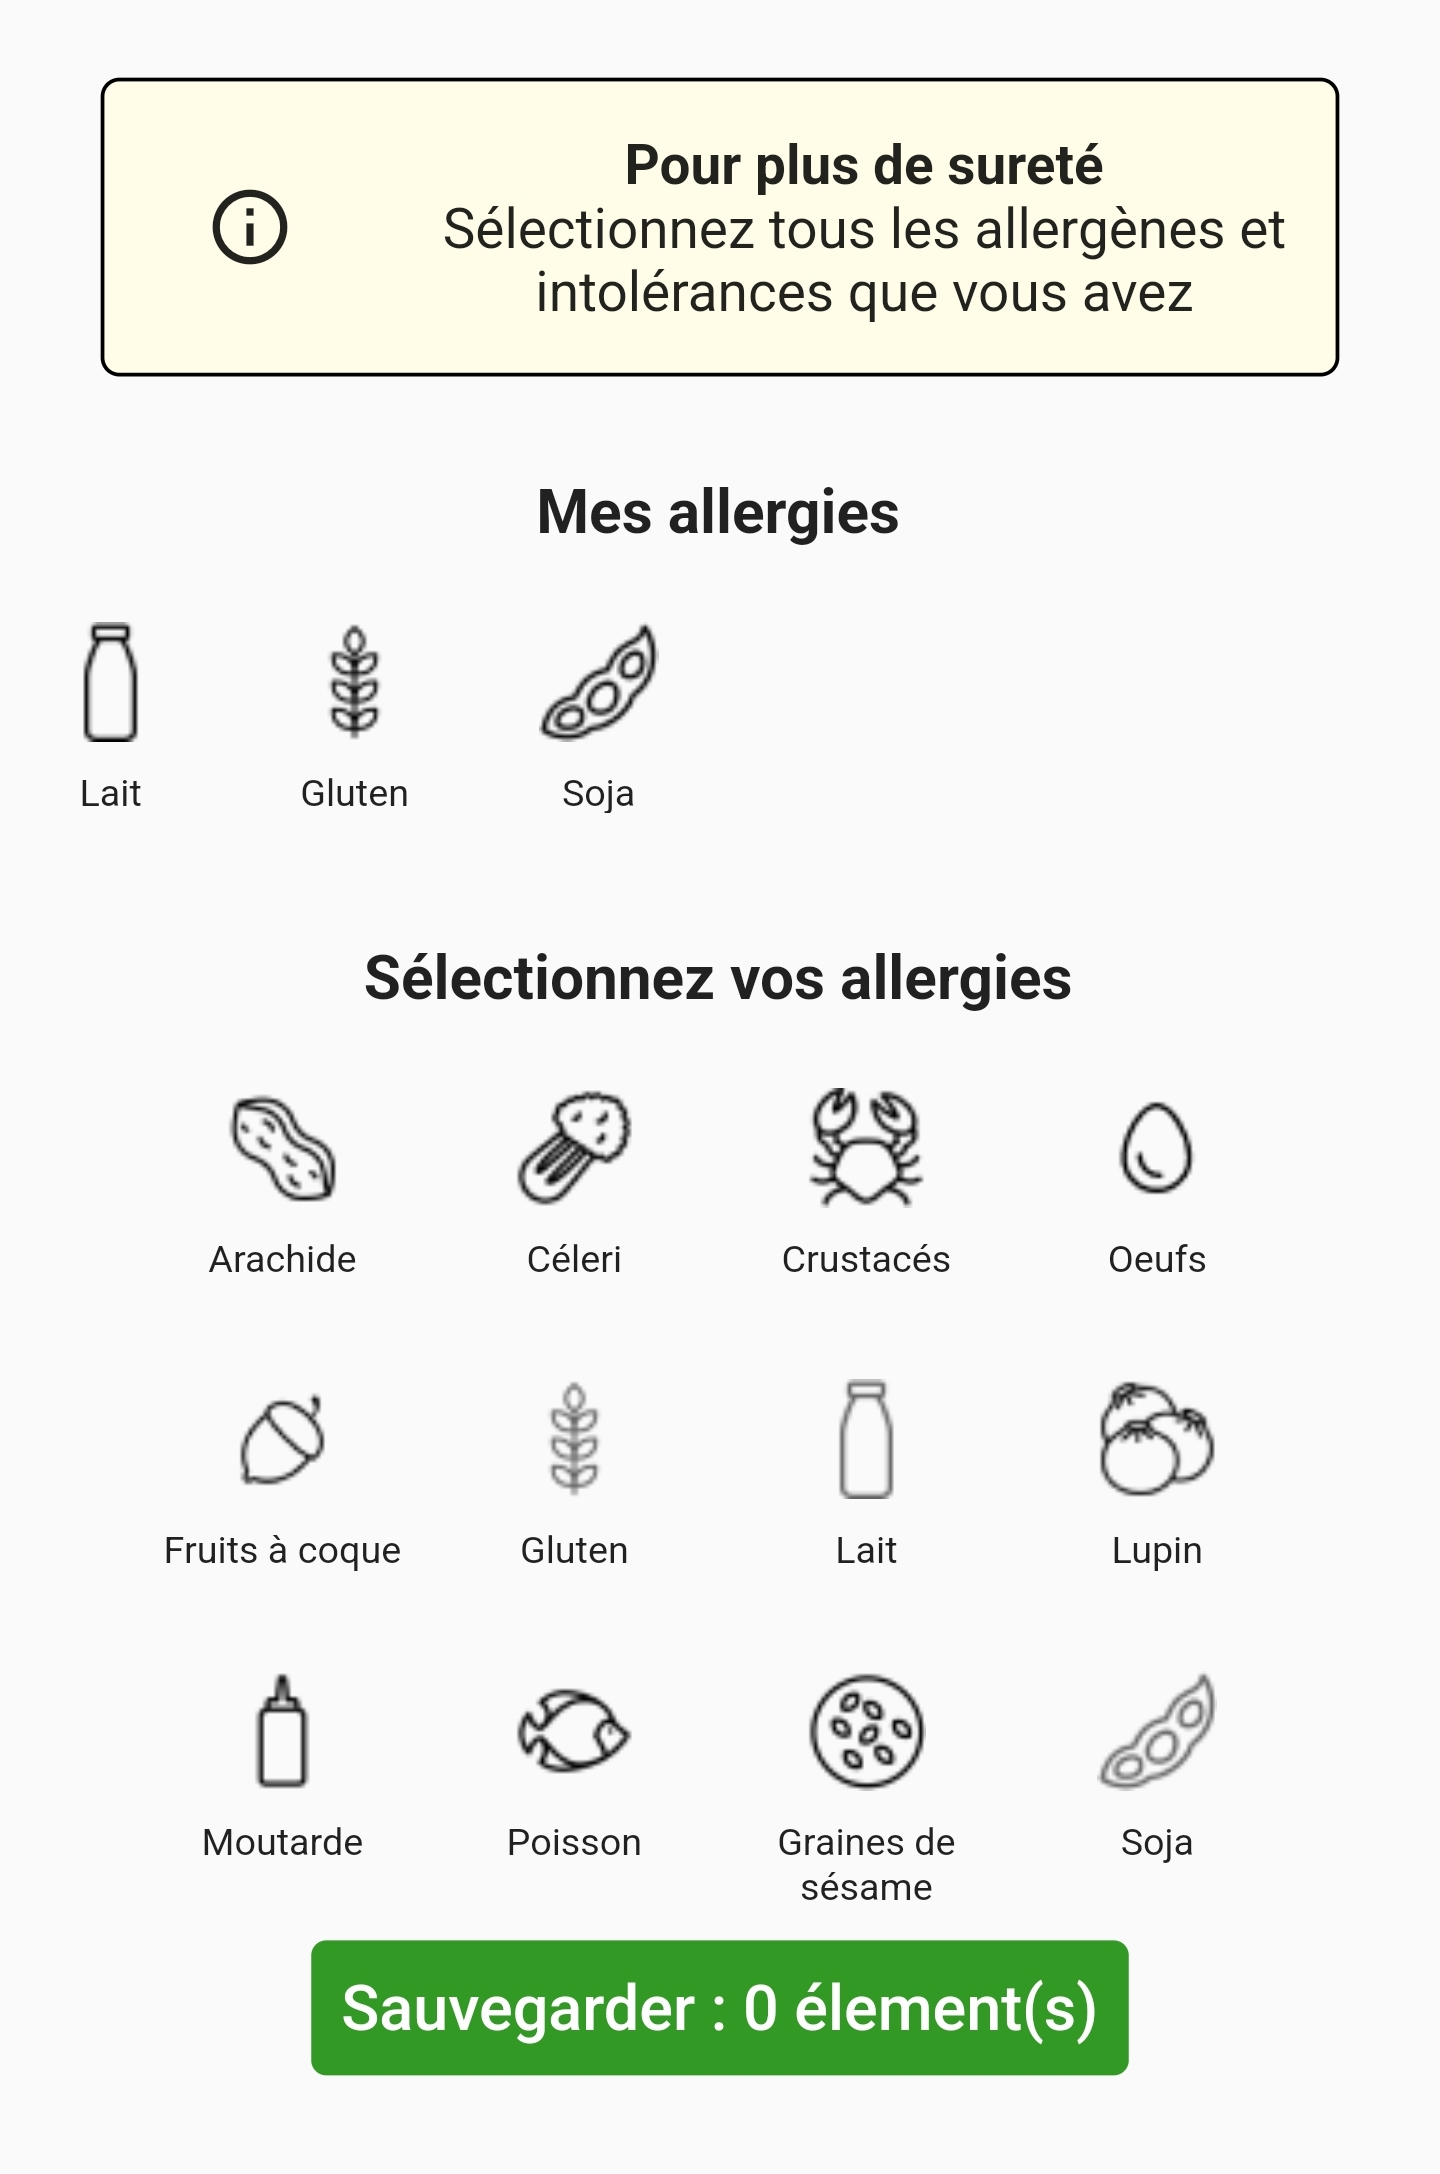 Pour plus de sureté
Sélectionnez tous les allergènes et
intolérances que vous avez
Mes allergies
Lait
Gluten
Soja
Sélectionnez vos allergies
Arachide
Céleri
Crustacés
Oeufs
Fruits à coque
Gluten
Lait
Lupin
Moutarde
Poisson
Graines de
sésame
Soja
Sauvegarder : 0 élement(s)